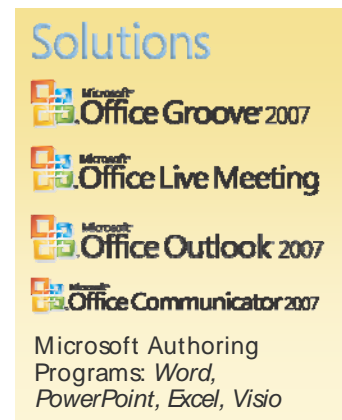 Solutions
Microsoft®
Office Groove® 2007
Microsoft®
Office Live Meeting
Microsoft®
Office Outlook® 2007
Microsoft®
Office Communicator 2007
Microsoft Authoring
Programs: Word,
PowerPoint, Excel, Visio